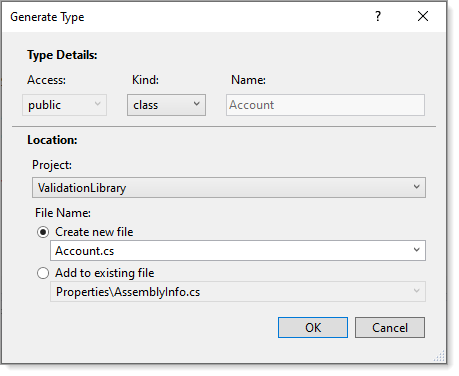 Generate Type
?
Type Details:
Access: Kind: Name:
public class Account
Location:
Project:
ValidationLibrary
File Name:
Create new file
Account.cs
Add to existing file
Properties\AssemblyInfo.cs
OK Cancel